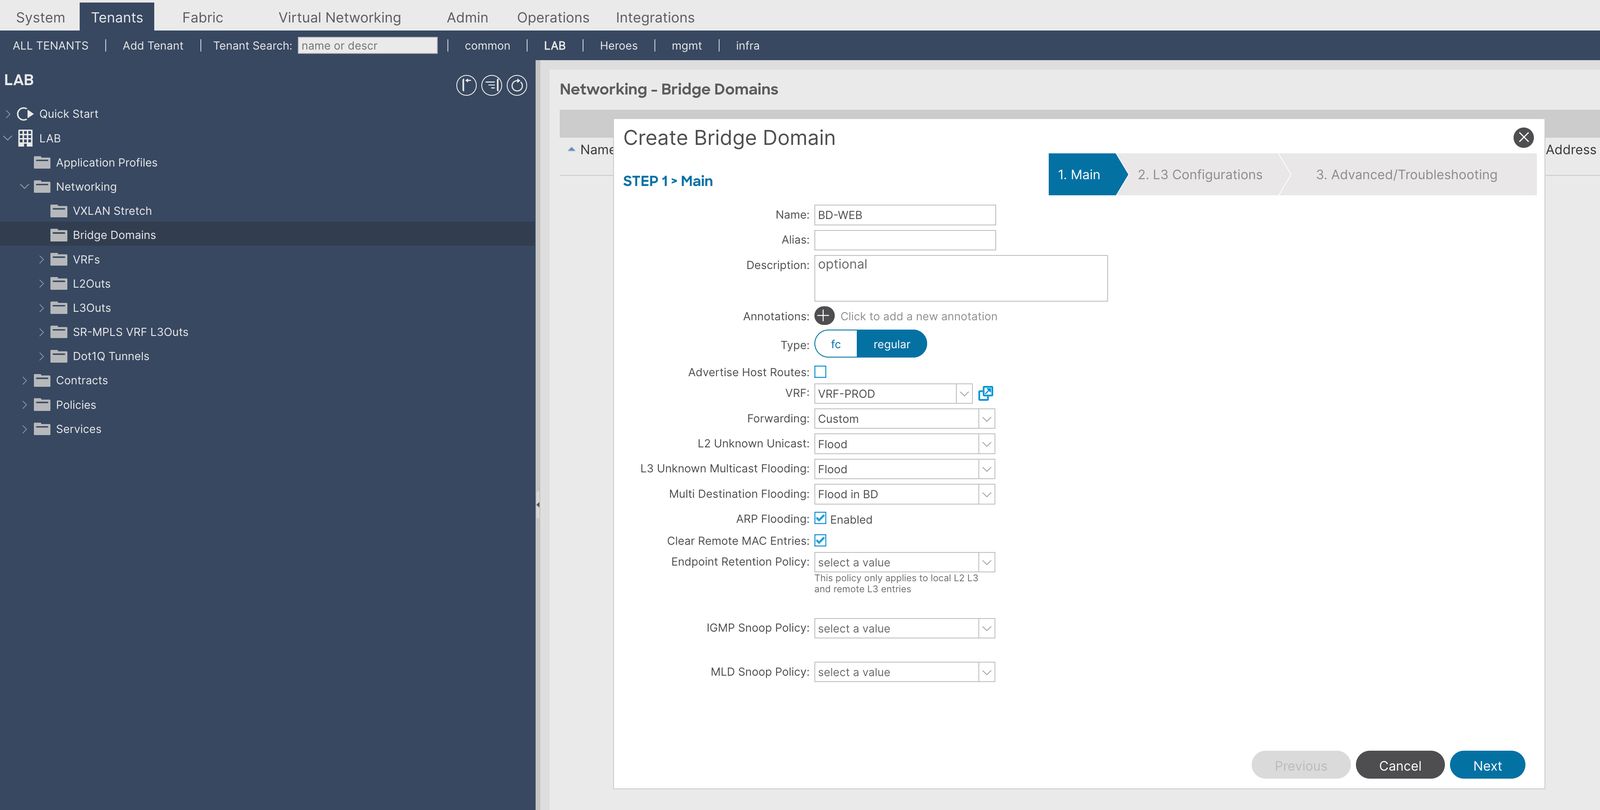 System Tenants Fabric Virtual Networking Admin Operations Integrations
ALL TENANTS | Add Tenant | Tenant Search: name or descr | common | LAB | Heroes | mgmt | infra
LAB
Quick Start
LAB
Application Profiles
Networking
VXLAN Stretch
Bridge Domains
VRFs
L2Outs
L3Outs
SR-MPLS VRF L3Outs
Dot1Q Tunnels
Contracts
Policies
Services
Networking - Bridge Domains
Name
Address
Create Bridge Domain
STEP 1 > Main
1. Main 2. L3 Configurations 3. Advanced/Troubleshooting
Name: BD-WEB
Alias:
Description: optional
Annotations: Click to add a new annotation
Type: fc regular
Advertise Host Routes:
VRF: VRF-PROD
Forwarding: Custom
L2 Unknown Unicast: Flood
L3 Unknown Multicast Flooding: Flood
Multi Destination Flooding: Flood in BD
ARP Flooding: Enabled
Clear Remote MAC Entries:
Endpoint Retention Policy: select a value
This policy only applies to local L2 L3
and remote L3 entries
IGMP Snoop Policy: select a value
MLD Snoop Policy: select a value
Previous Cancel Next